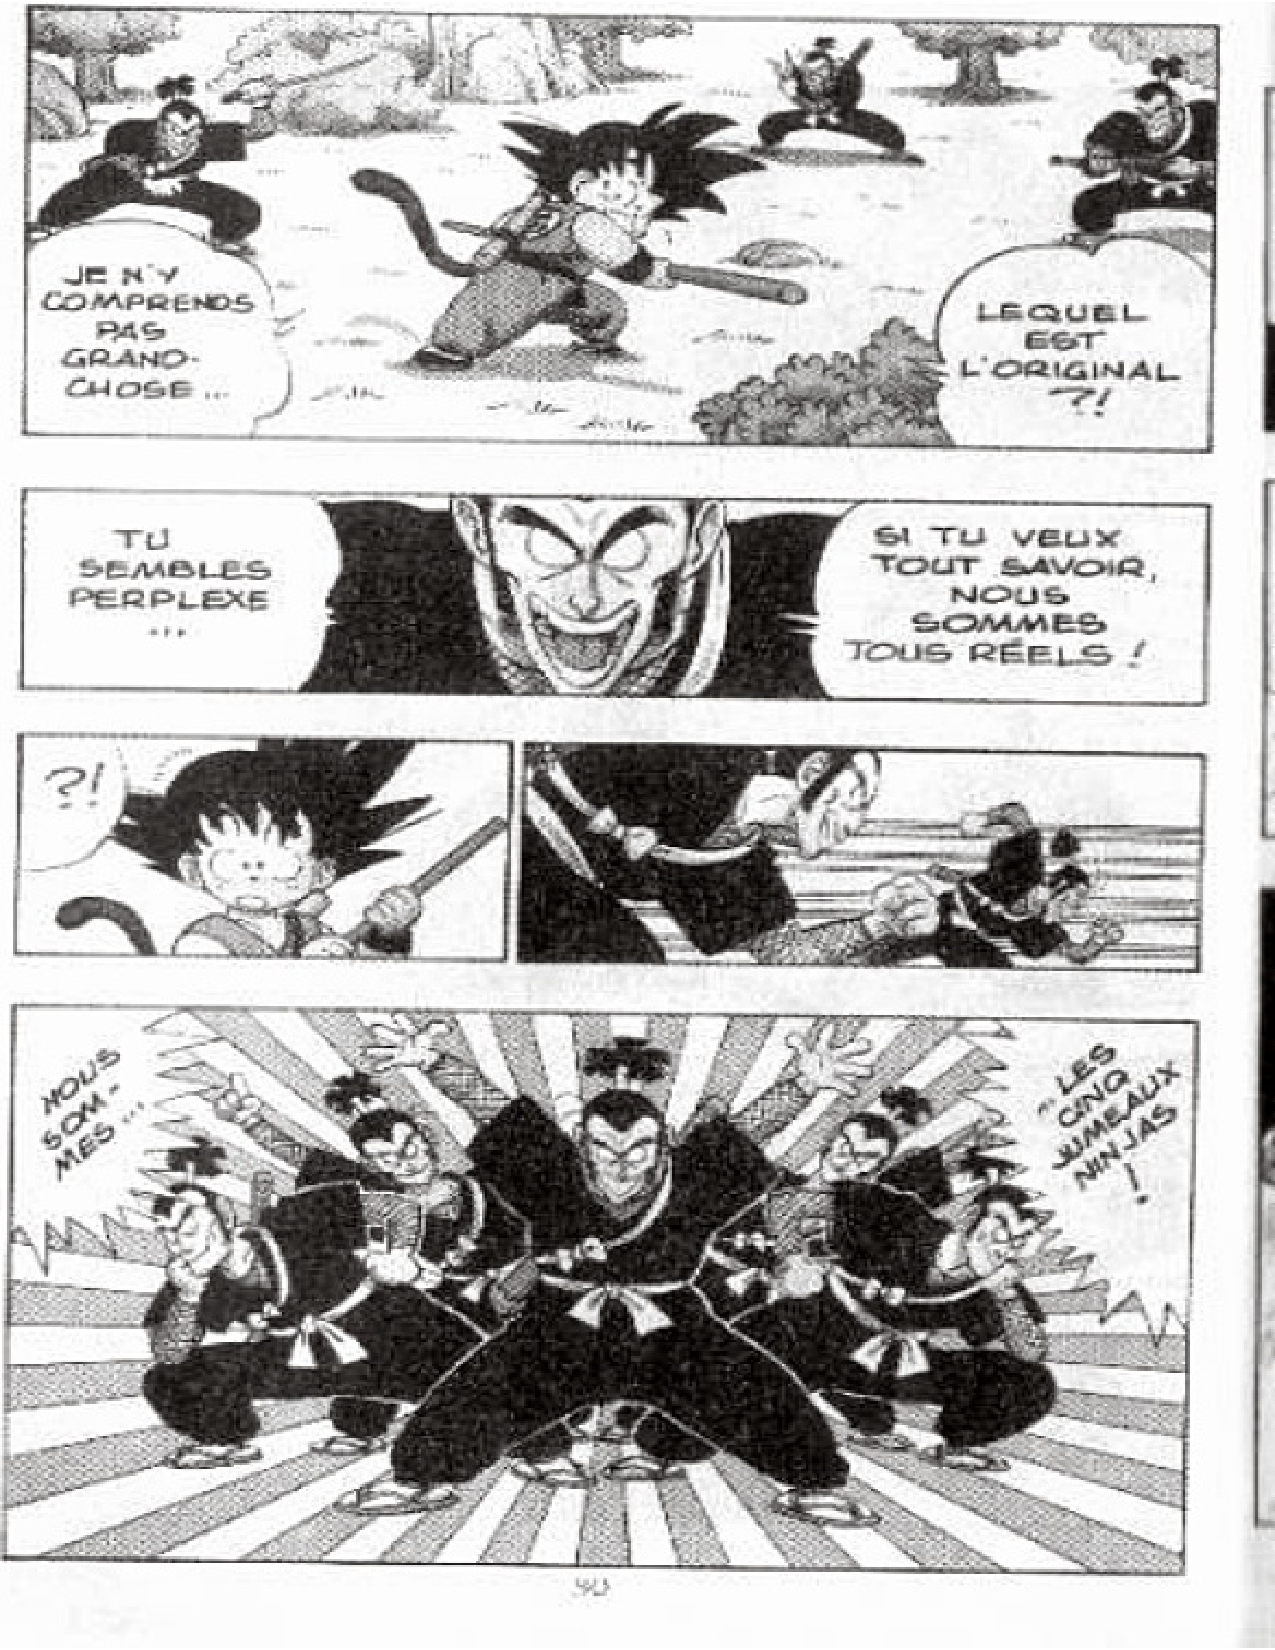 JE N'Y
COMPRENDS
PAS
GRAND-
CHOSE...
LEQUEL
EST
L'ORIGINAL
?!
TU
SEMBLES
PERPLEXE
...
SI TU VEUX
TOUT SAVOIR,
NOUS
SOMMES
TOUS RÉELS !
?!
NOUS
SOM-
MES...
...LES
CINQ
JUMEAUX
NINJAS
!